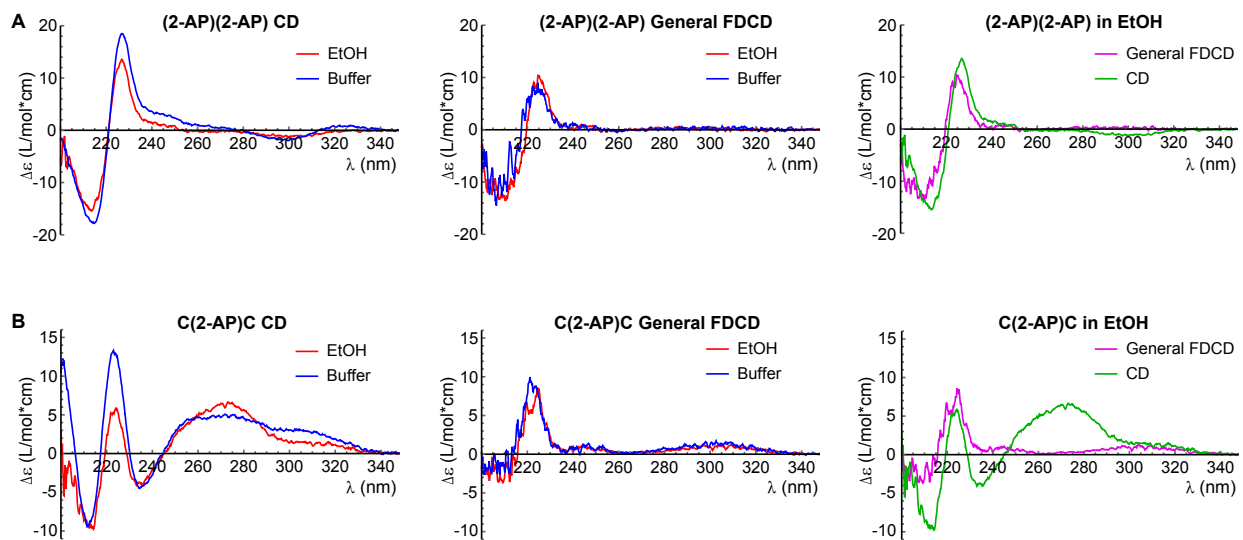 A
(2-AP)(2-AP) CD
(2-AP)(2-AP) General FDCD
(2-AP)(2-AP) in EtOH
20
10
0
-10
-20
220 240 260 280 300 320 340
Δε (L/mol*cm)
λ (nm)
EtOH
Buffer
20
10
0
-10
-20
220 240 260 280 300 320 340
Δε (L/mol*cm)
λ (nm)
EtOH
Buffer
20
10
0
-10
20
220 240 260 280 300 320 340
Δε (L/mol*cm)
λ (nm)
General FDCD
CD
B
C(2-AP)C CD
C(2-AP)C General FDCD
C(2-AP)C in EtOH
15
10
5
0
-5
-10
220 240 260 280 300 320 340
Δε (L/mol*cm)
λ (nm)
EtOH
Buffer
15
10
5
0
-5
-10
220 240 260 280 300 320 340
Δε (L/mol*cm)
λ (nm)
EtOH
Buffer
15
10
5
0
-5
-10
220 240 260 280 300 320 340
Δε (L/mol*cm)
λ (nm)
General FDCD
CD